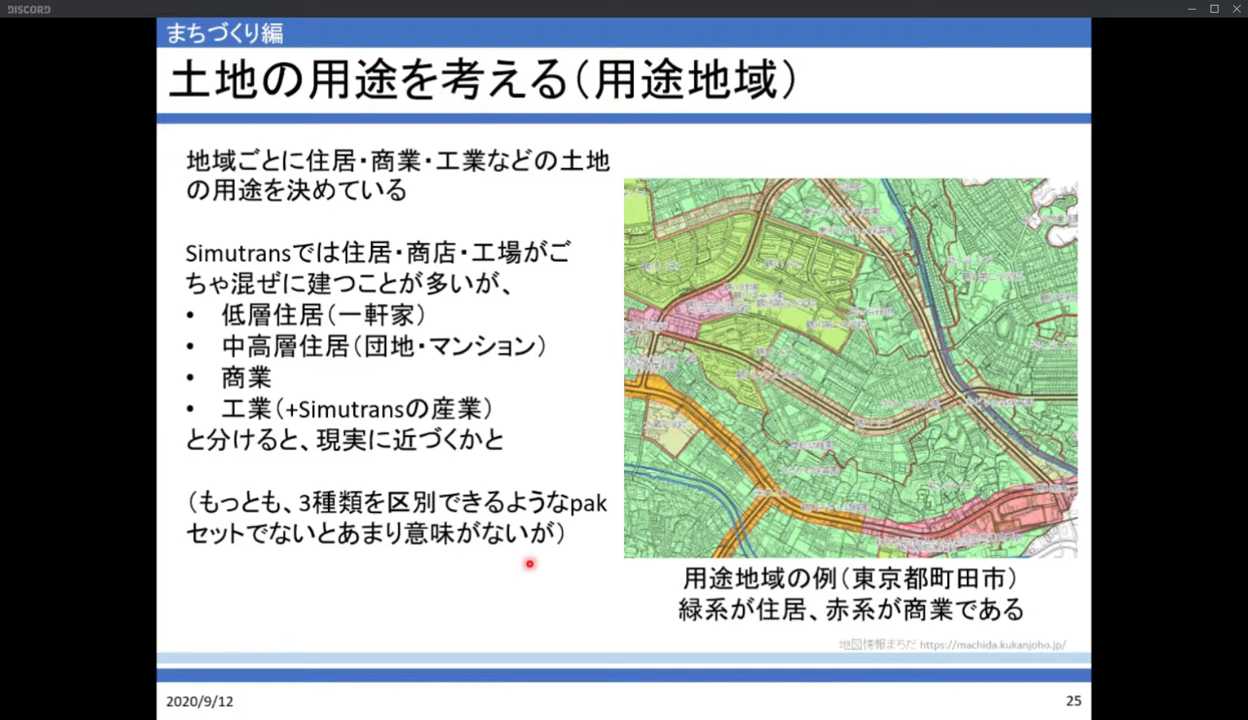 DISCORD
まちづくり編
土地の用途を考える(用途地域)
地域ごとに住居・商業・工業などの土地
の用途を決めている
Simutransでは住居・商店・工場がご
ちゃ混ぜに建つことが多いが、
• 低層住居(一軒家)
• 中高層住居(団地・マンション)
• 商業
• 工業(+Simutransの産業)
と分けると、現実に近づくかと
(もっとも、3種類を区別できるようなpak
セットでないとあまり意味がないが)
用途地域の例(東京都町田市)
緑系が住居、赤系が商業である
地図情報まちだ https://machida.kukanjoho.jp/
2020/9/12
25